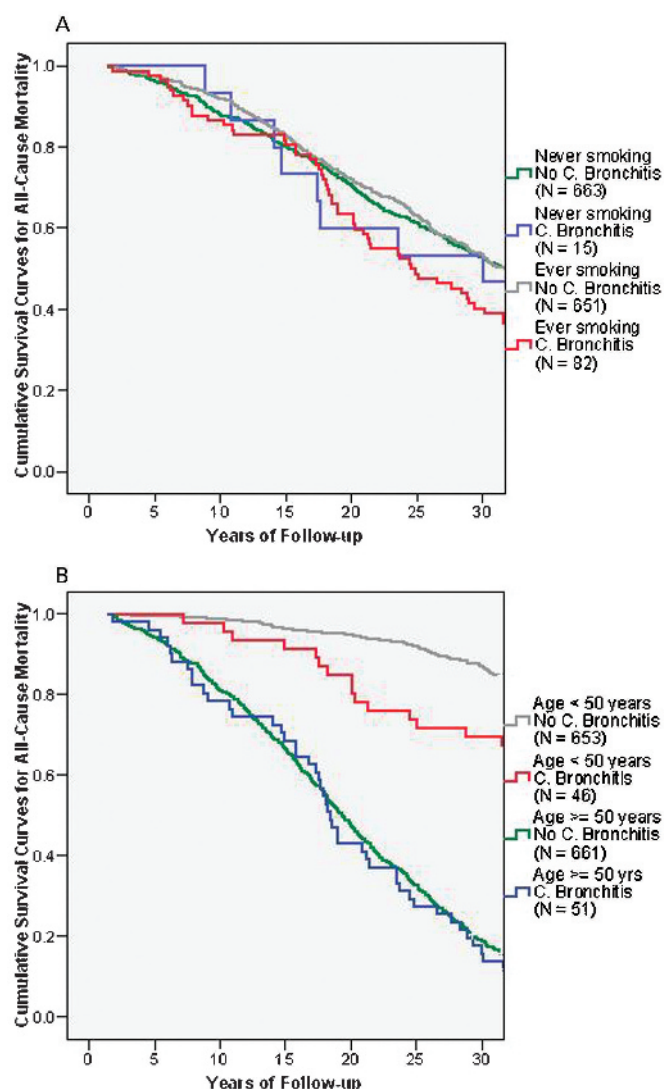 A
Cumulative Survival Curves for All-Cause Mortality
1.0
0.8
0.6
0.4
0.2
0.0
0 5 10 15 20 25 30
Years of Follow-up
Never smoking
No C. Bronchitis
(N = 663)
Never smoking
C. Bronchitis
(N = 15)
Ever smoking
No C. Bronchitis
(N = 651)
Ever smoking
C. Bronchitis
(N = 82)
B
Cumulative Survival Curves for All-Cause Mortality
1.0
0.8
0.6
0.4
0.2
0.0
0 5 10 15 20 25 30
Years of Follow-up
Age < 50 years
No C. Bronchitis
(N = 653)
Age < 50 years
C. Bronchitis
(N = 46)
Age >= 50 years
No C. Bronchitis
(N = 661)
Age >= 50 yrs
C. Bronchitis
(N = 51)